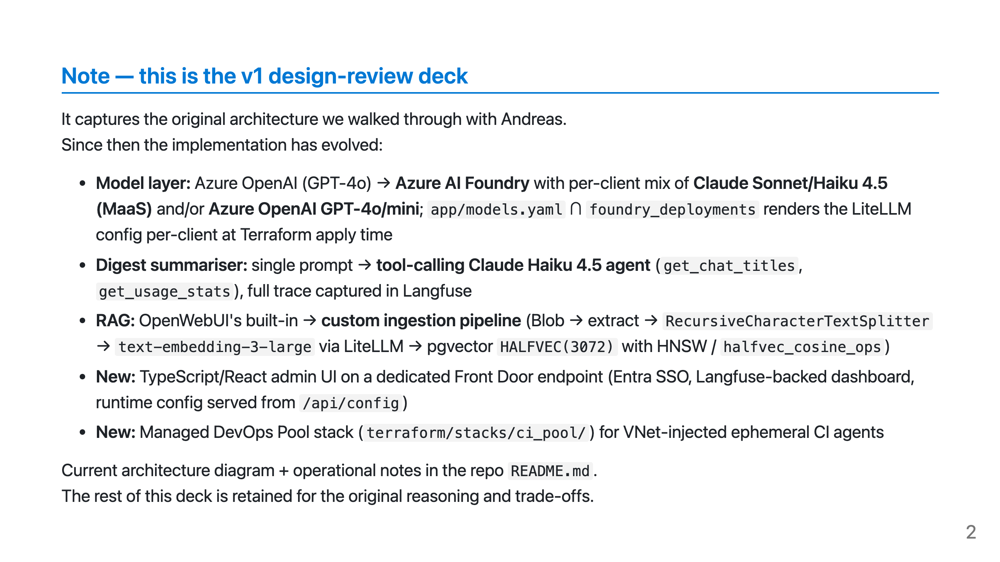 Note — this is the v1 design-review deck
It captures the original architecture we walked through with Andreas.
Since then the implementation has evolved:
• Model layer: Azure OpenAI (GPT-4o) → Azure AI Foundry with per-client mix of Claude Sonnet/Haiku 4.5
(MaaS) and/or Azure OpenAI GPT-4o/mini; app/models.yaml ∩ foundry_deployments renders the LiteLLM
config per-client at Terraform apply time
• Digest summariser: single prompt → tool-calling Claude Haiku 4.5 agent (get_chat_titles,
get_usage_stats), full trace captured in Langfuse
• RAG: OpenWebUI's built-in → custom ingestion pipeline (Blob → extract → RecursiveCharacterTextSplitter
→ text-embedding-3-large via LiteLLM → pgvector HALFVEC(3072) with HNSW / halfvec_cosine_ops)
• New: TypeScript/React admin UI on a dedicated Front Door endpoint (Entra SSO, Langfuse-backed dashboard,
runtime config served from /api/config)
• New: Managed DevOps Pool stack (terraform/stacks/ci_pool/) for VNet-injected ephemeral CI agents
Current architecture diagram + operational notes in the repo README.md.
The rest of this deck is retained for the original reasoning and trade-offs.
2